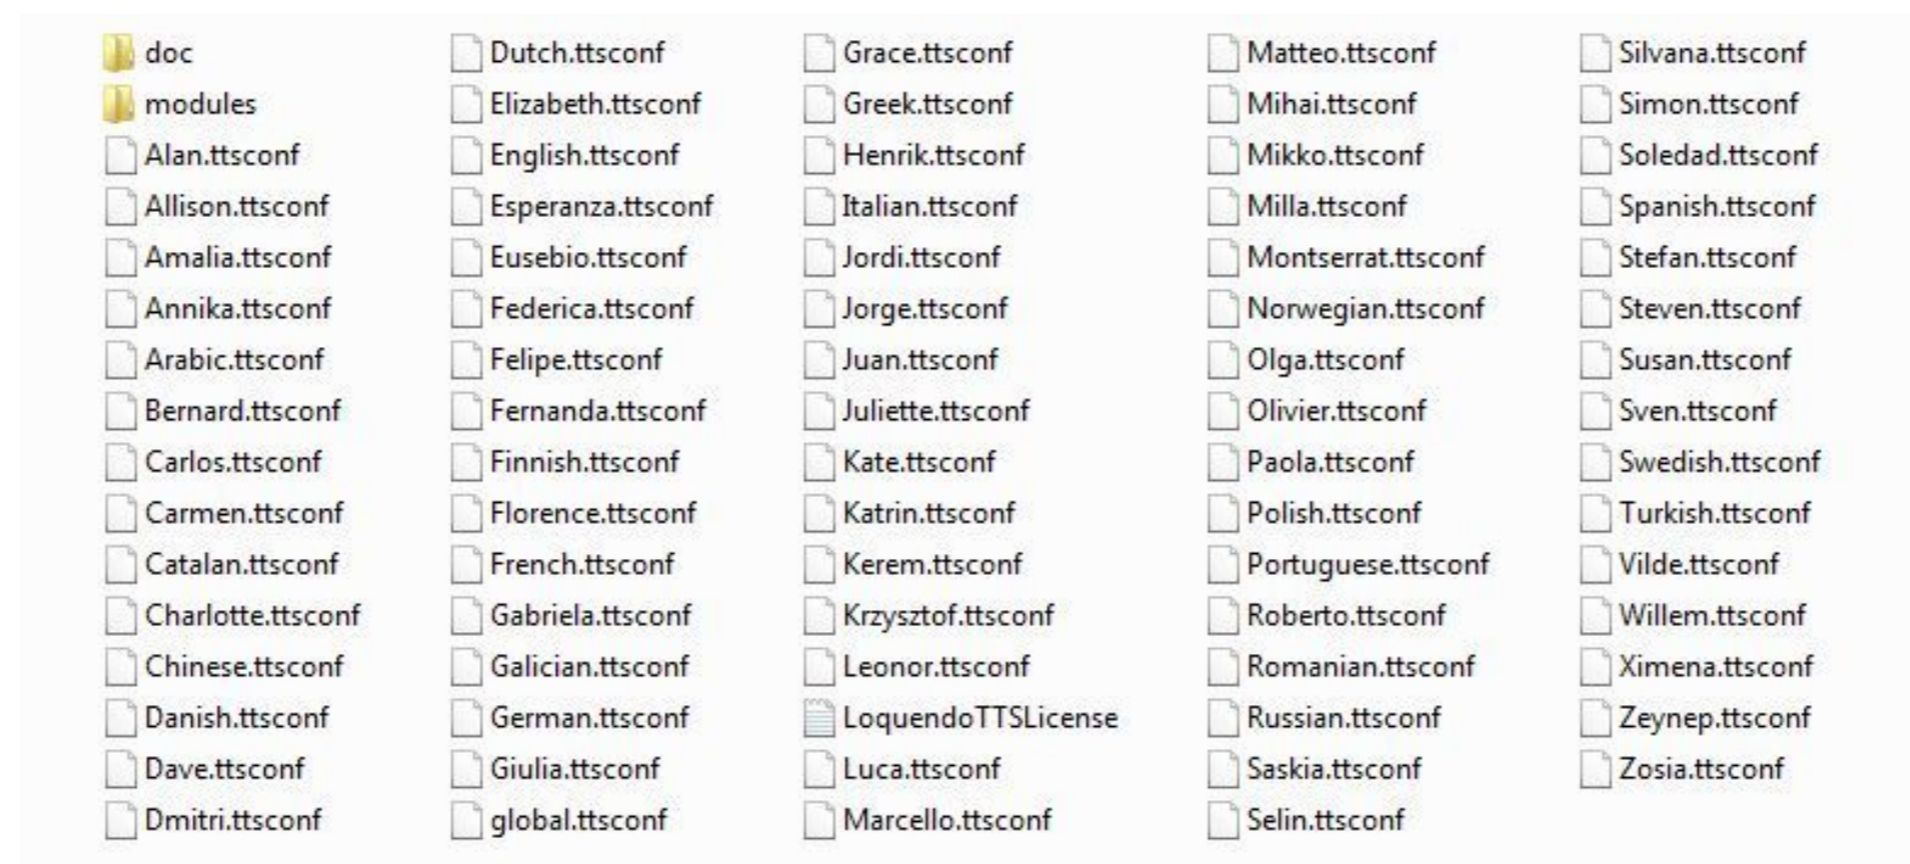 doc
modules
Alan.ttsconf
Allison.ttsconf
Amalia.ttsconf
Annika.ttsconf
Arabic.ttsconf
Bernard.ttsconf
Carlos.ttsconf
Carmen.ttsconf
Catalan.ttsconf
Charlotte.ttsconf
Chinese.ttsconf
Danish.ttsconf
Dave.ttsconf
Dmitri.ttsconf
Dutch.ttsconf
Elizabeth.ttsconf
English.ttsconf
Esperanza.ttsconf
Eusebio.ttsconf
Federica.ttsconf
Felipe.ttsconf
Fernanda.ttsconf
Finnish.ttsconf
Florence.ttsconf
French.ttsconf
Gabriela.ttsconf
Galician.ttsconf
German.ttsconf
Giulia.ttsconf
global.ttsconf
Grace.ttsconf
Greek.ttsconf
Henrik.ttsconf
Italian.ttsconf
Jordi.ttsconf
Jorge.ttsconf
Juan.ttsconf
Juliette.ttsconf
Kate.ttsconf
Katrin.ttsconf
Kerem.ttsconf
Krzysztof.ttsconf
Leonor.ttsconf
LoquendoTTSLicense
Luca.ttsconf
Marcello.ttsconf
Matteo.ttsconf
Mihai.ttsconf
Mikko.ttsconf
Milla.ttsconf
Montserrat.ttsconf
Norwegian.ttsconf
Olga.ttsconf
Olivier.ttsconf
Paola.ttsconf
Polish.ttsconf
Portuguese.ttsconf
Roberto.ttsconf
Romanian.ttsconf
Russian.ttsconf
Saskia.ttsconf
Selin.ttsconf
Silvana.ttsconf
Simon.ttsconf
Soledad.ttsconf
Spanish.ttsconf
Stefan.ttsconf
Steven.ttsconf
Susan.ttsconf
Sven.ttsconf
Swedish.ttsconf
Turkish.ttsconf
Vilde.ttsconf
Willem.ttsconf
Ximena.ttsconf
Zeynep.ttsconf
Zosia.ttsconf